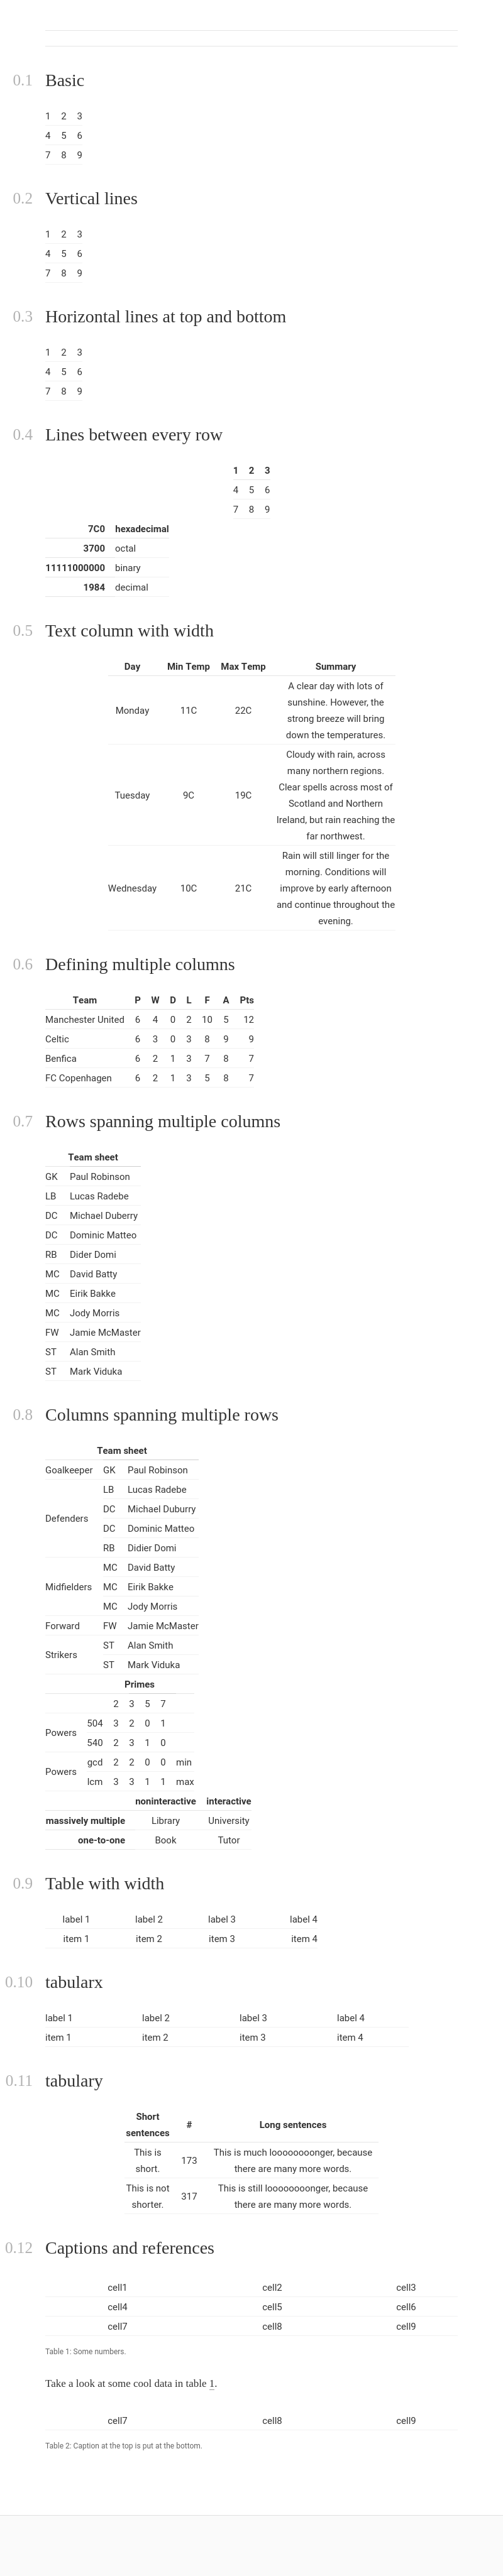 0.1 Basic
1 2 3
4 5 6
7 8 9
0.2 Vertical lines
1 2 3
4 5 6
7 8 9
0.3 Horizontal lines at top and bottom
1 2 3
4 5 6
7 8 9
0.4 Lines between every row
1 2 3
4 5 6
7 8 9
7C0 hexadecimal
3700 octal
11111000000 binary
1984 decimal
0.5 Text column with width
Day Min Temp Max Temp Summary
A clear day with lots of
sunshine. However, the
Monday 11C 22C
strong breeze will bring
down the temperatures.
Cloudy with rain, across
many northern regions.
Clear spells across most of
Tuesday 9C 19C
Scotland and Northern
Ireland, but rain reaching the
far northwest.
Rain will still linger for the
morning. Conditions will
Wednesday 10C 21C improve by early afternoon
and continue throughout the
evening.
0.6 Defining multiple columns
Team P W D L F A Pts
Manchester United 6 4 0 2 10 5 12
Celtic 6 3 0 3 8 9 9
Benfica 6 2 1 3 7 8 7
FC Copenhagen 6 2 1 3 5 8 7
0.7 Rows spanning multiple columns
Team sheet
GK Paul Robinson
LB Lucas Radebe
DC Michael Duberry
DC Dominic Matteo
RB Dider Domi
MC David Batty
MC Eirik Bakke
MC Jody Morris
FW Jamie McMaster
ST Alan Smith
ST Mark Viduka
0.8 Columns spanning multiple rows
Team sheet
Goalkeeper GK Paul Robinson
LB Lucas Radebe
DC Michael Duburry
Defenders
DC Dominic Matteo
RB Didier Domi
MC David Batty
Midfielders MC Eirik Bakke
MC Jody Morris
Forward FW Jamie McMaster
ST Alan Smith
Strikers
ST Mark Viduka
Primes
2 3 5 7
504 3 2 0 1
Powers
540 2 3 1 0
gcd 2 2 0 0 min
Powers
lcm 3 3 1 1 max
noninteractive interactive
massively multiple Library University
one-to-one Book Tutor
0.9 Table with width
label 1 label 2 label 3 label 4
item 1 item 2 item 3 item 4
0.10 tabularx
label 1 label 2 label 3 label 4
item 1 item 2 item 3 item 4
0.11 tabulary
Short
sentences # Long sentences
This is
short. 173 This is much looooooonger, because
there are many more words.
This is not
shorter. 317 This is still looooooonger, because
there are many more words.
0.12 Captions and references
cell1 cell2 cell3
cell4 cell5 cell6
cell7 cell8 cell9
Table 1: Some numbers.
Take a look at some cool data in table 1.
cell7 cell8 cell9
Table 2: Caption at the top is put at the bottom.